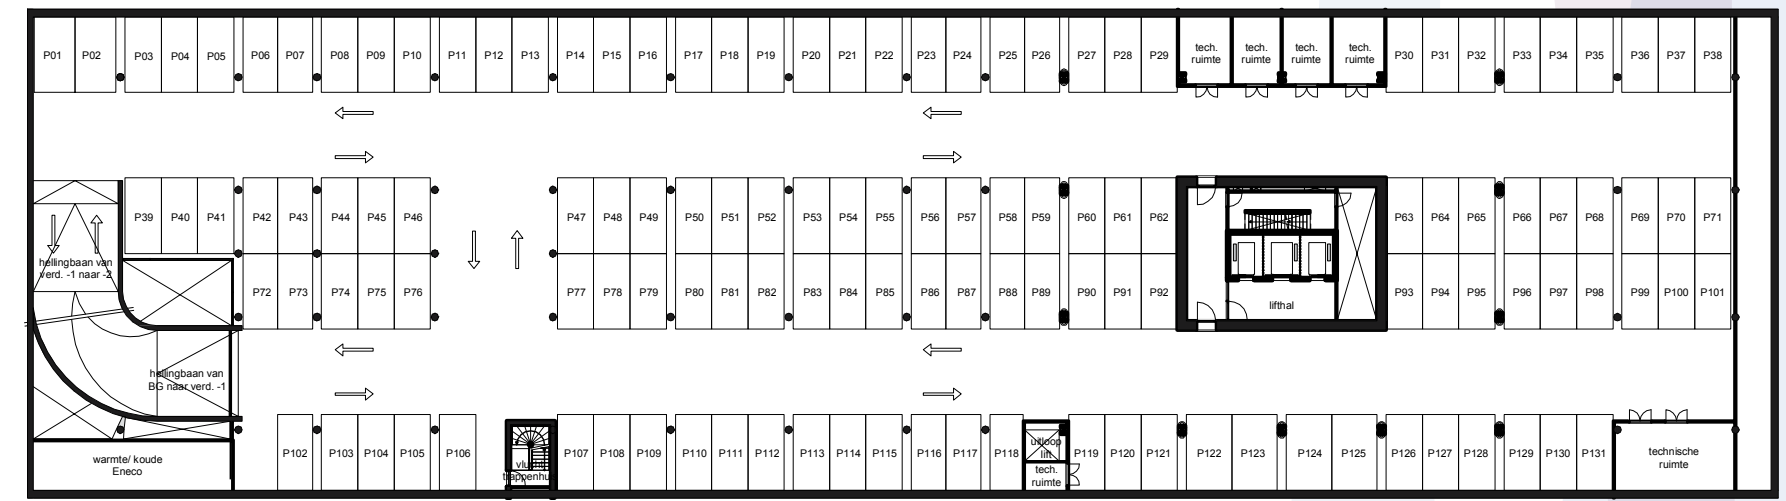 P01 P02 P03 P04 P05 P06 P07 P08 P09 P10 P11 P12 P13 P14 P15 P16 P17 P18 P19 P20 P21 P22 P23 P24 P25 P26 P27 P28 P29
tech.
ruimte
tech.
ruimte
tech.
ruimte
tech.
ruimte
P30 P31 P32 P33 P34 P35 P36 P37 P38
P39 P40 P41 P42 P43 P44 P45 P46 P47 P48 P49 P50 P51 P52 P53 P54 P55 P56 P57 P58 P59 P60 P61 P62 P63 P64 P65 P66 P67 P68 P69 P70 P71
hellingbaan van
verd. -1 naar -2
P72 P73 P74 P75 P76 P77 P78 P79 P80 P81 P82 P83 P84 P85 P86 P87 P88 P89 P90 P91 P92
lifthal
P93 P94 P95 P96 P97 P98 P99 P100 P101
hellingbaan van
BG naar verd. -1
warmte/ koude
Eneco
P102 P103 P104 P105 P106
trappenhuis
P107 P108 P109 P110 P111 P112 P113 P114 P115 P116 P117 P118
uitloop
lift
tech.
ruimte
P119 P120 P121 P122 P123 P124 P125 P126 P127 P128 P129 P130 P131
technische
ruimte